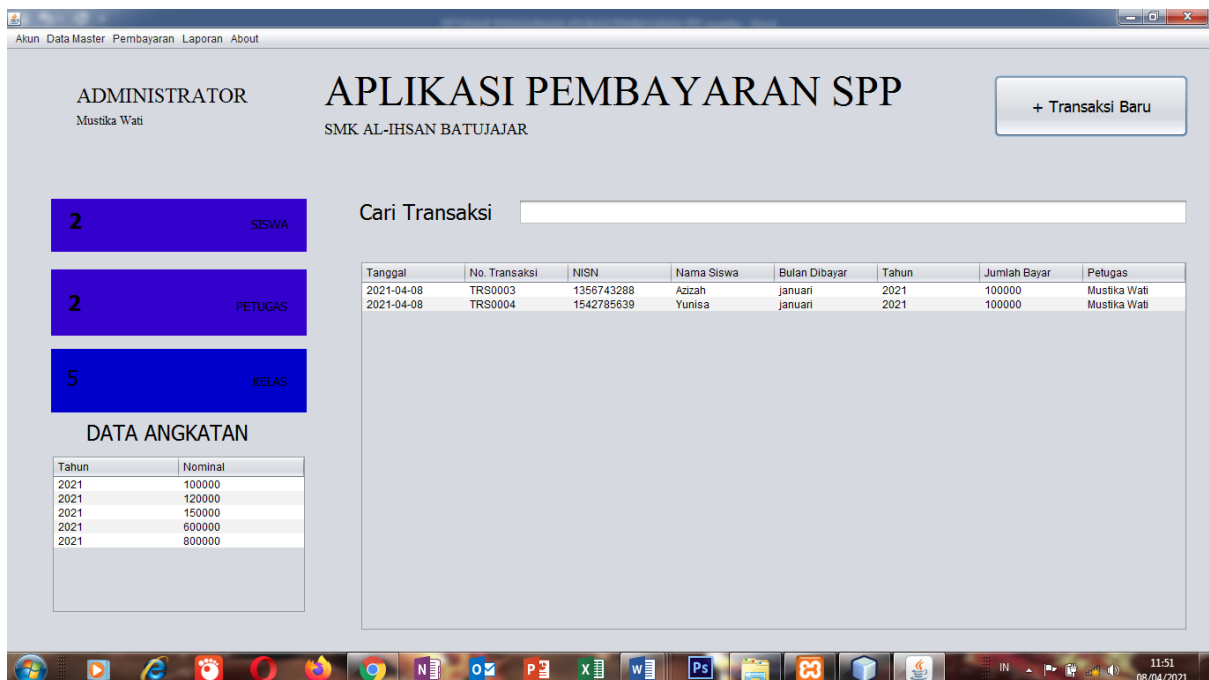 Akun Data Master Pembayaran Laporan About
ADMINISTRATOR
Mustika Wati
APLIKASI PEMBAYARAN SPP
SMK AL-IHSAN BATUJAJAR
+ Transaksi Baru
2 SISWA
2 PETUGAS
5 KELAS
DATA ANGKATAN
Tahun Nominal
2021 100000
2021 120000
2021 150000
2021 600000
2021 800000
Cari Transaksi
Tanggal No. Transaksi NISN Nama Siswa Bulan Dibayar Tahun Jumlah Bayar Petugas
2021-04-08 TRS0003 1356743288 Azizah januari 2021 100000 Mustika Wati
2021-04-08 TRS0004 1542785639 Yunisa januari 2021 100000 Mustika Wati
IN
11:51
08/04/2021